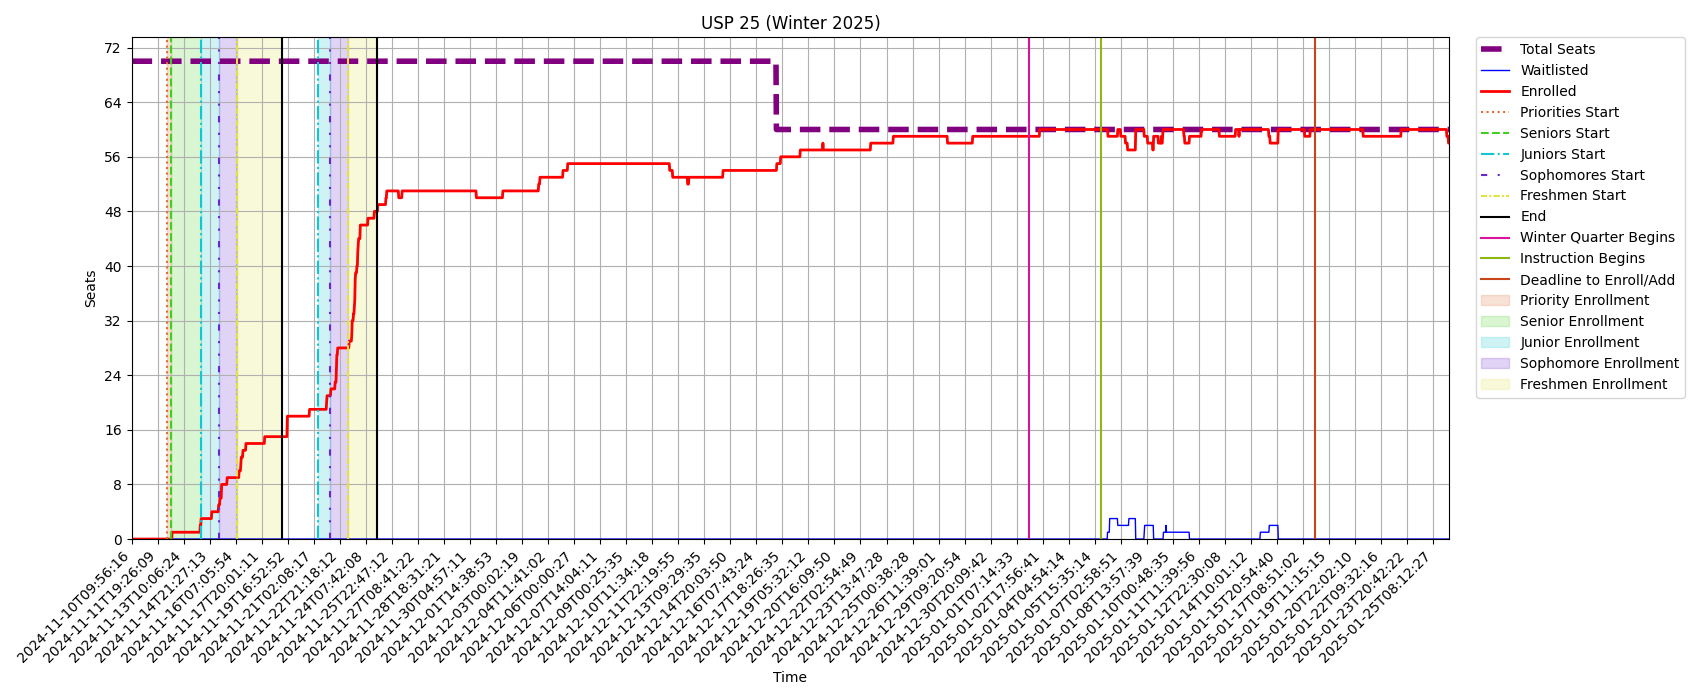 USP 25 (Winter 2025)
Seats
72
64
56
48
40
32
24
16
8
0
2024-11-10T09:56:16
2024-11-11T19:26:09
2024-11-13T10:06:24
2024-11-14T21:27:13
2024-11-16T07:05:54
2024-11-17T20:01:11
2024-11-19T16:52:52
2024-11-21T02:08:17
2024-11-22T21:18:12
2024-11-24T07:42:08
2024-11-25T22:47:12
2024-11-27T08:41:22
2024-11-28T18:31:21
2024-11-30T04:57:11
2024-12-01T14:38:53
2024-12-03T00:02:19
2024-12-04T11:41:02
2024-12-06T00:00:27
2024-12-07T14:04:11
2024-12-09T00:25:35
2024-12-10T11:34:18
2024-12-11T22:19:55
2024-12-13T09:29:35
2024-12-14T20:03:50
2024-12-16T07:43:24
2024-12-17T18:26:35
2024-12-19T05:32:12
2024-12-20T16:09:50
2024-12-22T02:54:49
2024-12-23T13:47:28
2024-12-25T00:38:28
2024-12-26T11:39:01
2024-12-29T09:20:54
2024-12-30T20:09:42
2025-01-01T07:14:33
2025-01-02T17:56:41
2025-01-04T04:54:14
2025-01-05T15:35:14
2025-01-07T02:58:51
2025-01-08T13:57:39
2025-01-10T00:48:35
2025-01-11T11:39:56
2025-01-12T22:30:08
2025-01-14T10:01:12
2025-01-15T20:54:40
2025-01-17T08:51:02
2025-01-19T11:15:15
2025-01-20T22:02:10
2025-01-22T09:32:16
2025-01-23T20:42:22
2025-01-25T08:12:27
Time
Total Seats
Waitlisted
Enrolled
Priorities Start
Seniors Start
Juniors Start
Sophomores Start
Freshmen Start
End
Winter Quarter Begins
Instruction Begins
Deadline to Enroll/Add
Priority Enrollment
Senior Enrollment
Junior Enrollment
Sophomore Enrollment
Freshmen Enrollment